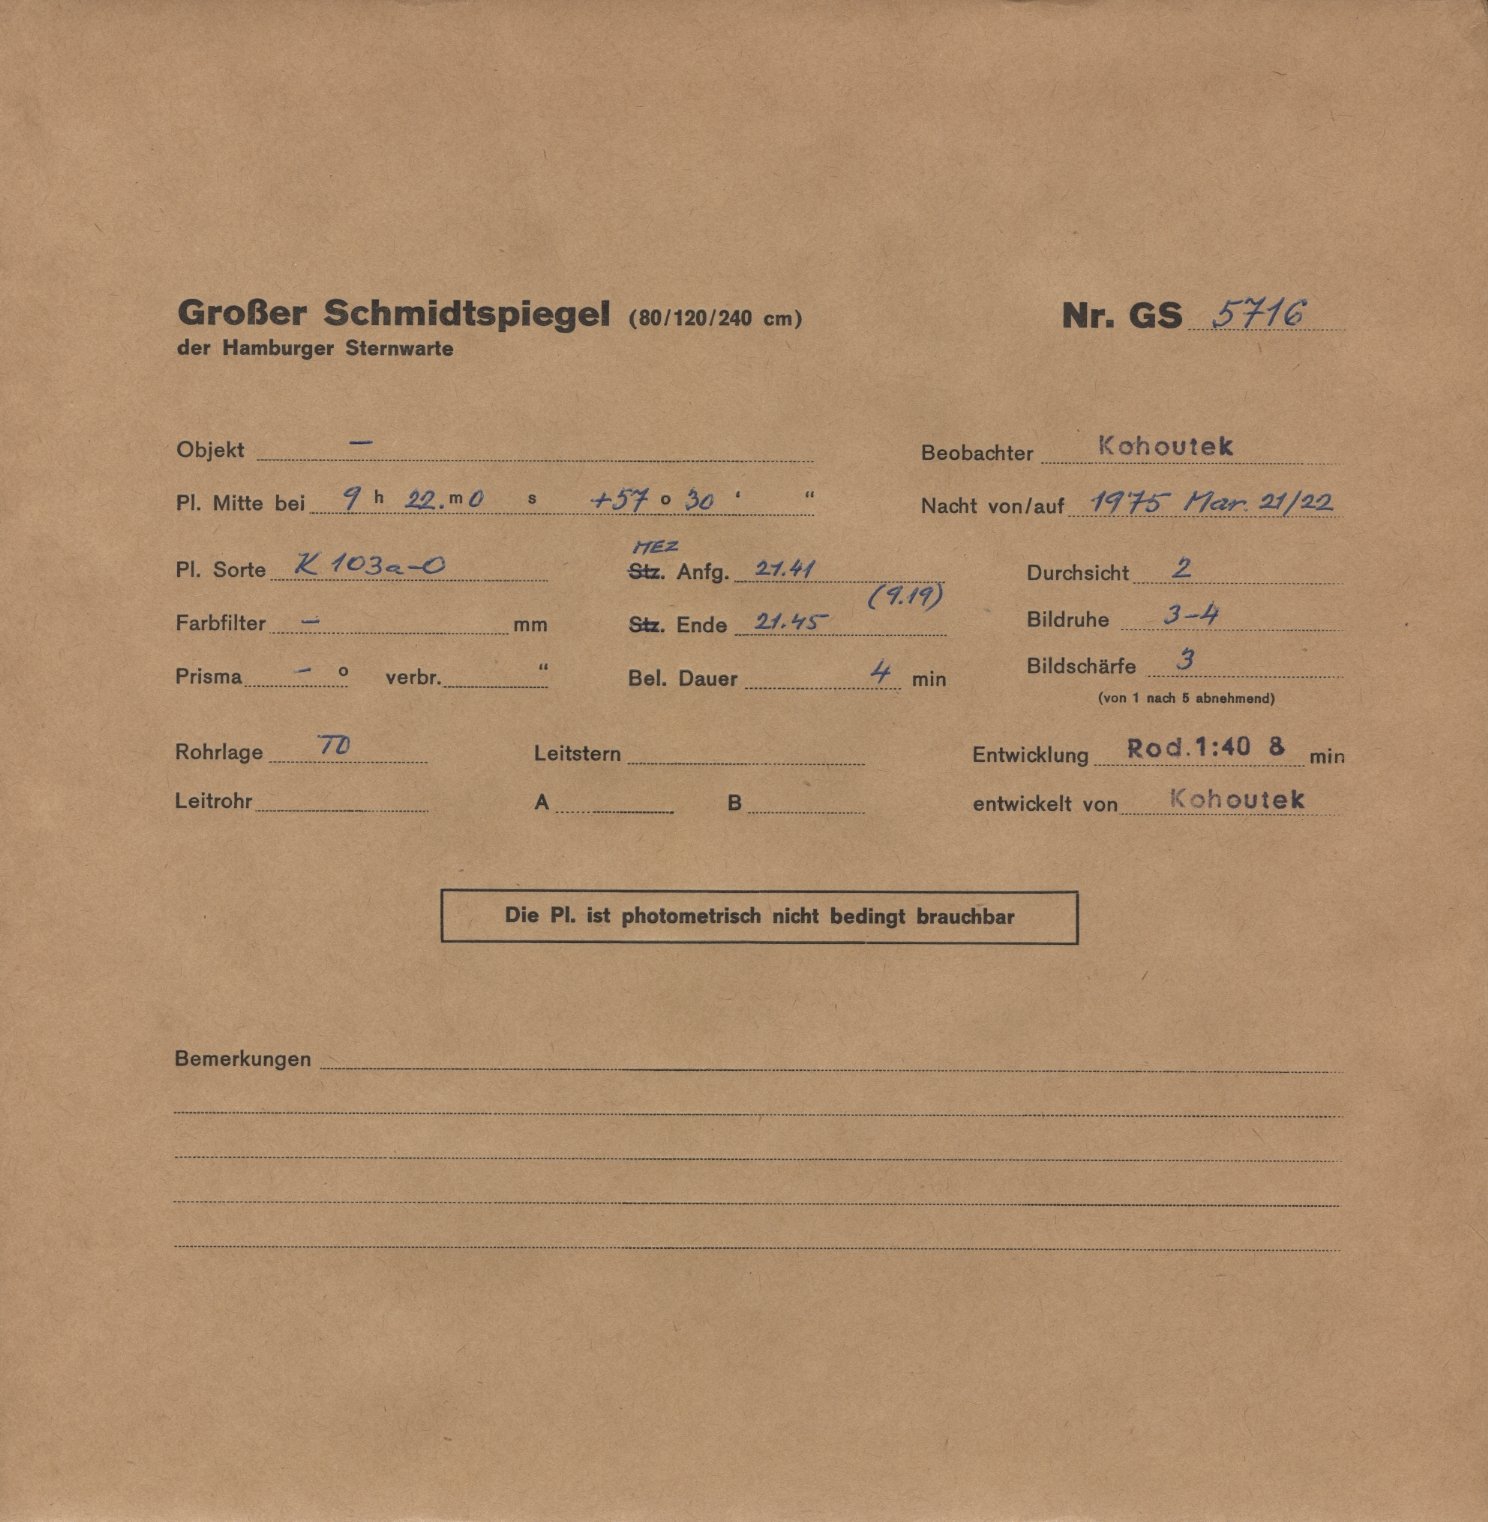 Großer Schmidtspiegel (80/120/240 cm) Nr. GS 5716
der Hamburger Sternwarte
Objekt — Beobachter Kohoutek
Pl. Mitte bei 9 h 22. m 0 s +57 o 30 ‘ “ Nacht von/auf 1975 Mar. 21/22
MEZ
Pl. Sorte K 103a-O Stz. Anfg. 21.41 Durchsicht 2
(9.19)
Farbfilter — mm Stz. Ende 21.45 Bildruhe 3-4
Prisma — o verbr. “ Bel. Dauer 4 min Bildschärfe 3
(von 1 nach 5 abnehmend)
Rohrlage TO Leitstern Entwicklung Rod.1:40 8 min
Leitrohr A B entwickelt von Kohoutek
Die Pl. ist photometrisch nicht bedingt brauchbar
Bemerkungen